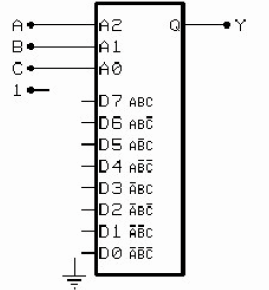 A A2 Q Y
B A1
C A0
1
D7 ABC
D6 ABC̄
D5 AB̄C
D4 AB̄C̄
D3 ĀBC
D2 ĀBC̄
D1 ĀB̄C
D0 ĀB̄C̄